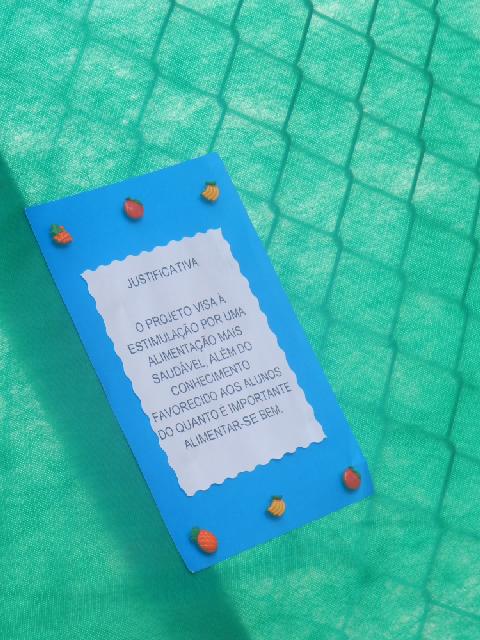 JUSTIFICATIVA
O PROJETO VISA À
ESTIMULAÇÃO POR UMA
ALIMENTAÇÃO MAIS
SAUDÁVEL, ALÉM DO
CONHECIMENTO
FAVORECIDO AOS ALUNOS
DO QUANTO É IMPORTANTE
ALIMENTAR-SE BEM.